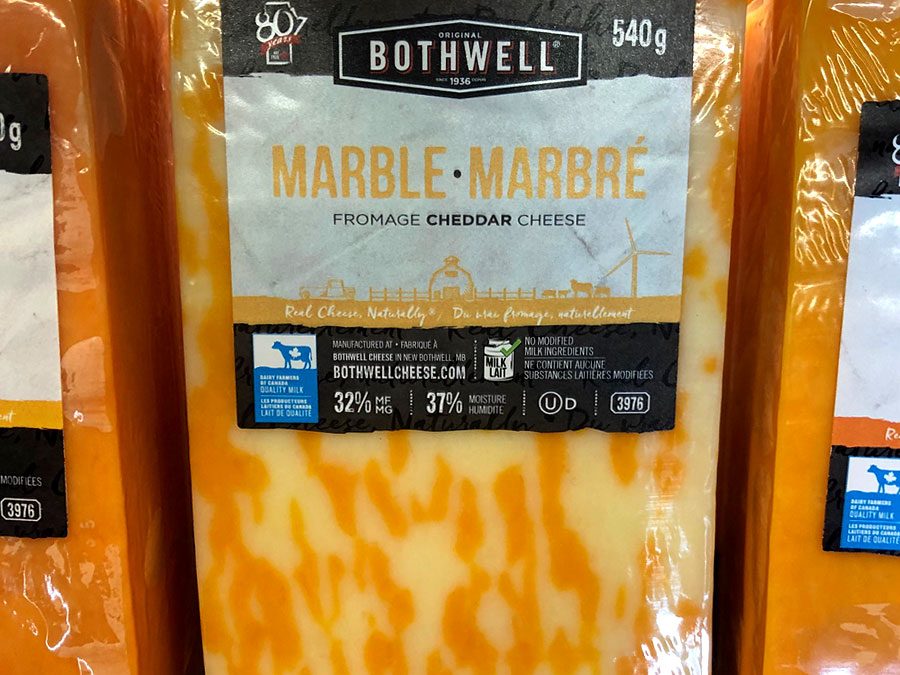 80
years
ORIGINAL
BOTHWELL®
SINCE 1936 DEPUIS
540g
MARBLE • MARBRÉ
FROMAGE CHEDDAR CHEESE
Real Cheese, Naturally® / Du vrai fromage, naturellement
DAIRY FARMERS
OF CANADA
QUALITY MILK
LES PRODUCTEURS
LAITIERS DU CANADA
LAIT DE QUALITÉ
MANUFACTURED AT • FABRIQUÉ À
BOTHWELL CHEESE IN NEW BOTHWELL, MB
BOTHWELLCHEESE.COM
MILK
LAIT
NO MODIFIED
MILK INGREDIENTS
NE CONTIENT AUCUNE
SUBSTANCES LAITIÈRES MODIFIÉES
32% MF
MG
37% MOISTURE
HUMIDITE
U D
3976
0g
MODIFIÉES
3976
8
Re
DAIRY FARMERS
OF CANADA
QUALITY MILK
LES PRODUCTEURS
LAITIERS DU CANADA
LAIT DE QUALITÉ